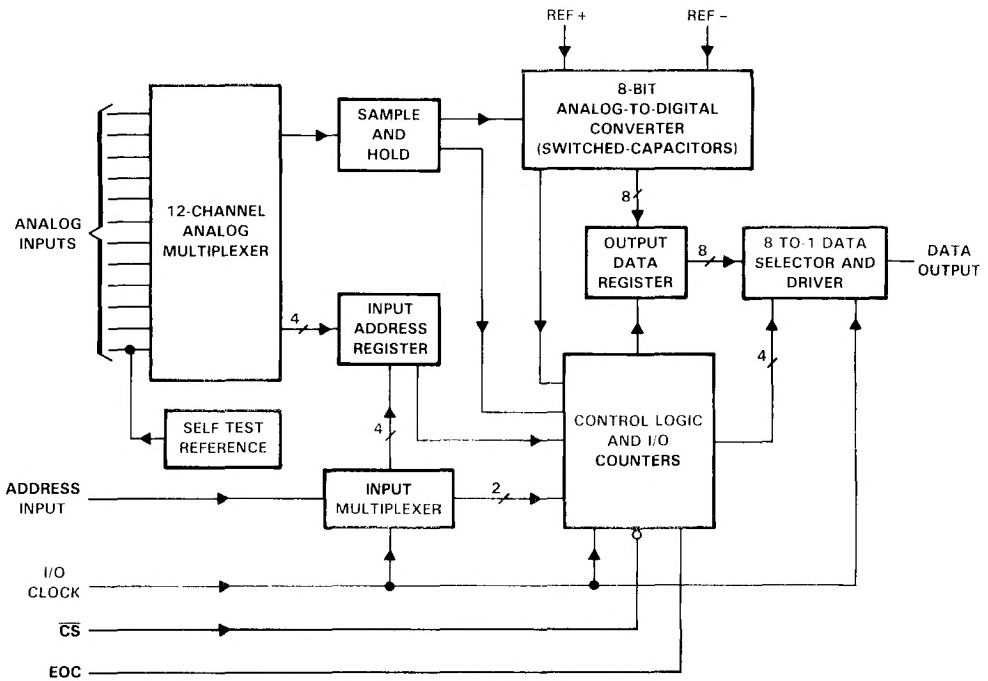 REF +
REF –
8-BIT
ANALOG-TO-DIGITAL
CONVERTER
(SWITCHED-CAPACITORS)
SAMPLE
AND
HOLD
12-CHANNEL
ANALOG
MULTIPLEXER
ANALOG
INPUTS
8
OUTPUT
DATA
REGISTER
8
8 TO-1 DATA
SELECTOR AND
DRIVER
DATA
OUTPUT
4
INPUT
ADDRESS
REGISTER
4
4
SELF TEST
REFERENCE
CONTROL LOGIC
AND I/O
COUNTERS
ADDRESS
INPUT
INPUT
MULTIPLEXER
2
I/O
CLOCK
CS
EOC